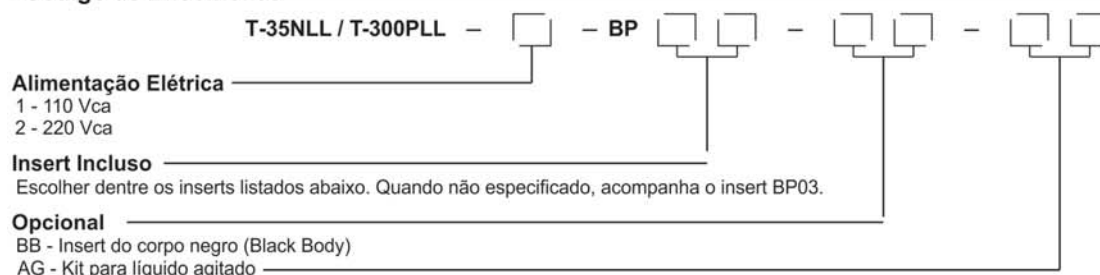 T-35NLL / T-300PLL – – BP – –
Alimentação Elétrica
1 - 110 Vca
2 - 220 Vca
Insert Incluso
Escolher dentre os inserts listados abaixo. Quando não especificado, acompanha o insert BP03.
Opcional
BB - Insert do corpo negro (Black Body)
AG - Kit para líquido agitado